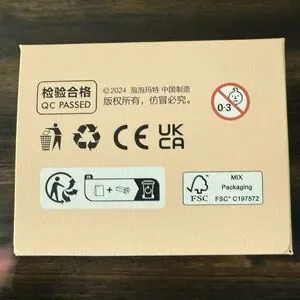 检验合格
QC PASSED
©2024 泡泡玛特 中国制造
版权所有，仿冒必究。
0-3
CE
UK
CA
FSC
MIX
Packaging
FSC® C197572